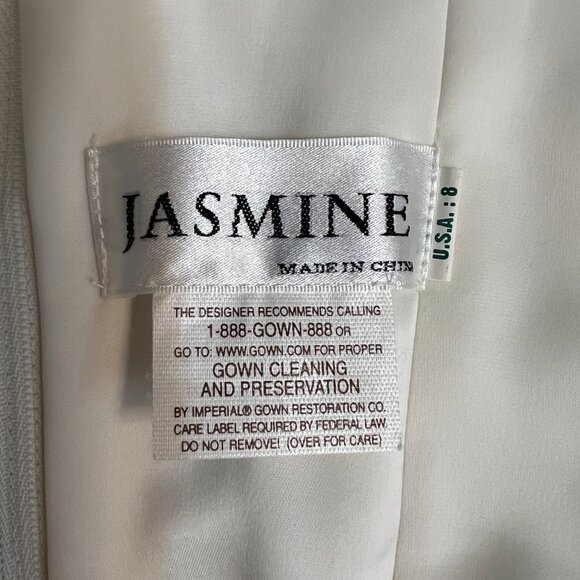 JASMINE
MADE IN CHIN
U.S.A.: 8
THE DESIGNER RECOMMENDS CALLING
1-888-GOWN-888 OR
GO TO: WWW.GOWN.COM FOR PROPER
GOWN CLEANING
AND PRESERVATION
BY IMPERIAL® GOWN RESTORATION CO.
CARE LABEL REQUIRED BY FEDERAL LAW.
DO NOT REMOVE! (OVER FOR CARE)